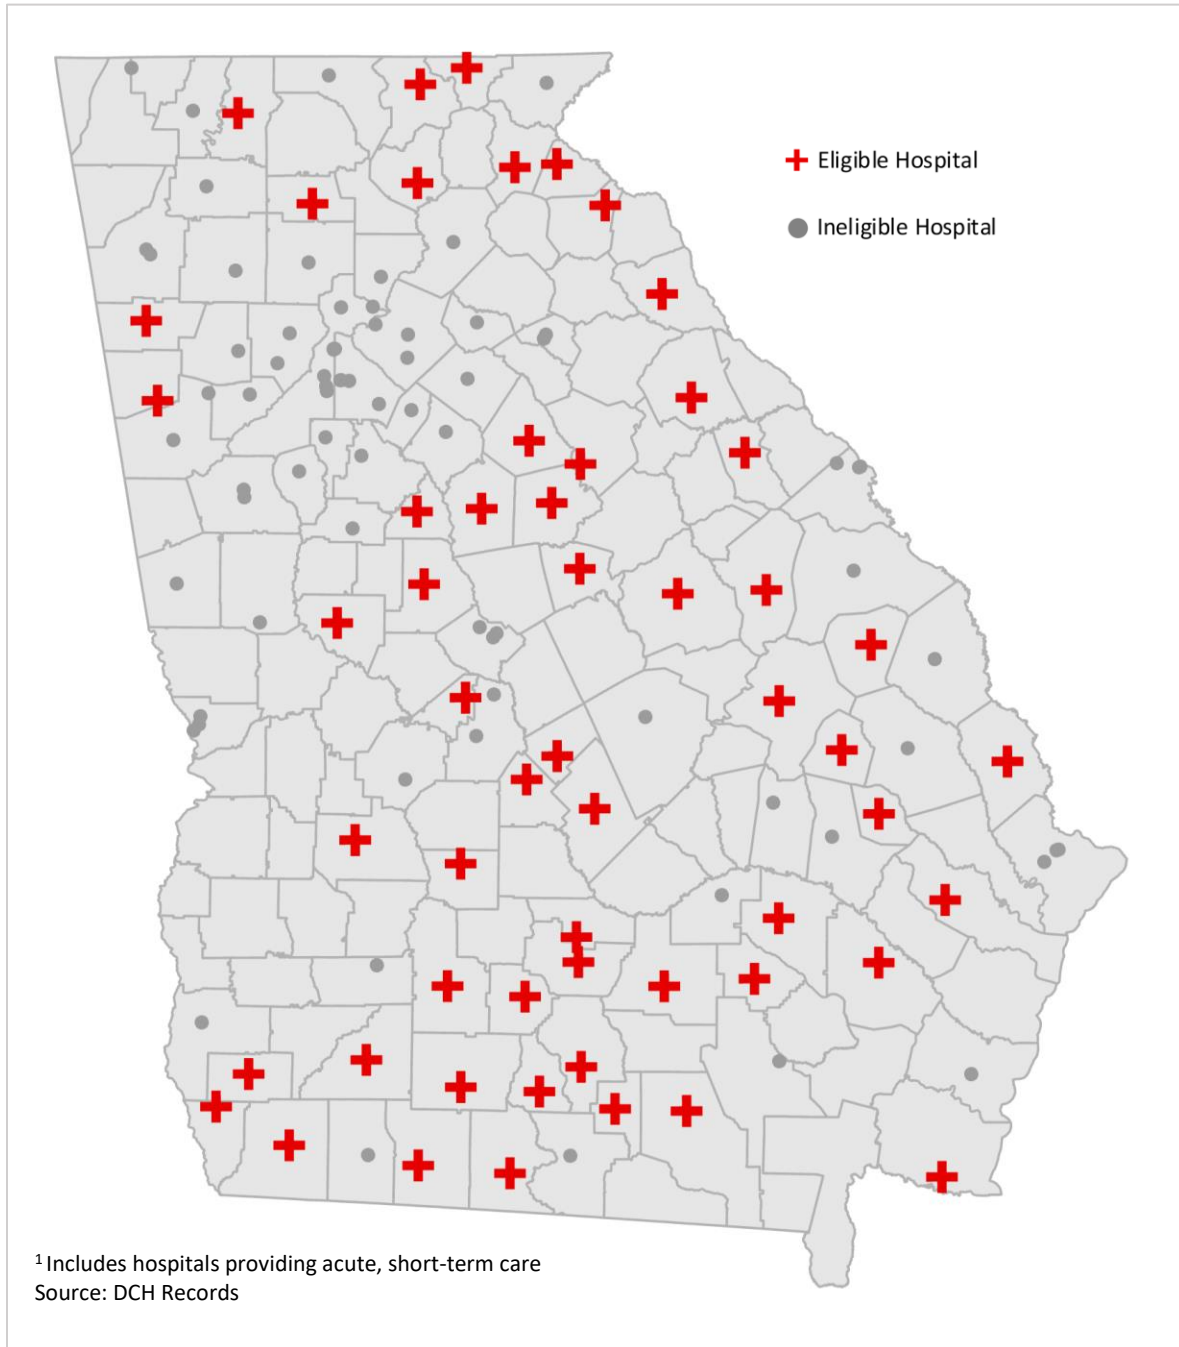 Eligible Hospital
Ineligible Hospital
¹ Includes hospitals providing acute, short-term care
Source: DCH Records